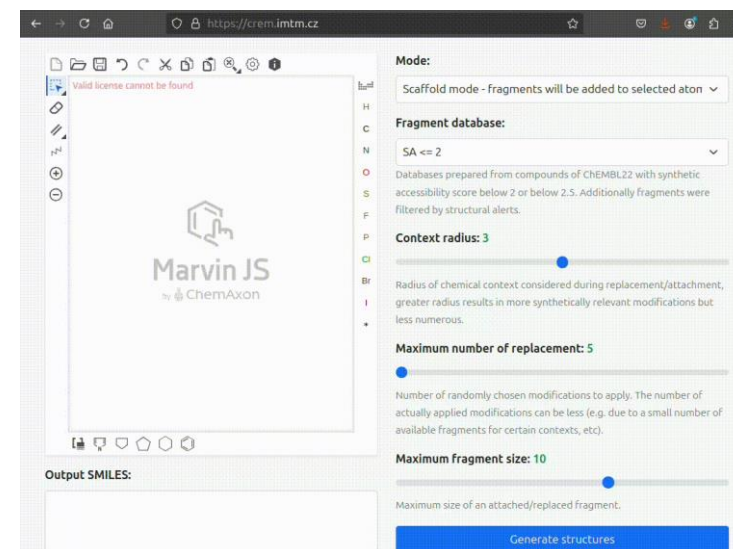 https://crem.imtm.cz
Valid license cannot be found
H
C
N
O
S
F
P
Cl
Br
I
*
Marvin JS
by ChemAxon
Output SMILES:
Mode:
Scaffold mode - fragments will be added to selected aton
Fragment database:
SA <= 2
Databases prepared from compounds of ChEMBL22 with synthetic
accessibility score below 2 or below 2.5. Additionally fragments were
filtered by structural alerts.
Context radius: 3
Radius of chemical context considered during replacement/attachment,
greater radius results in more synthetically relevant modifications but
less numerous.
Maximum number of replacement: 5
Number of randomly chosen modifications to apply. The number of
actually applied modifications can be less (e.g. due to a small number of
available fragments for certain contexts, etc).
Maximum fragment size: 10
Maximum size of an attached/replaced fragment.
Generate structures